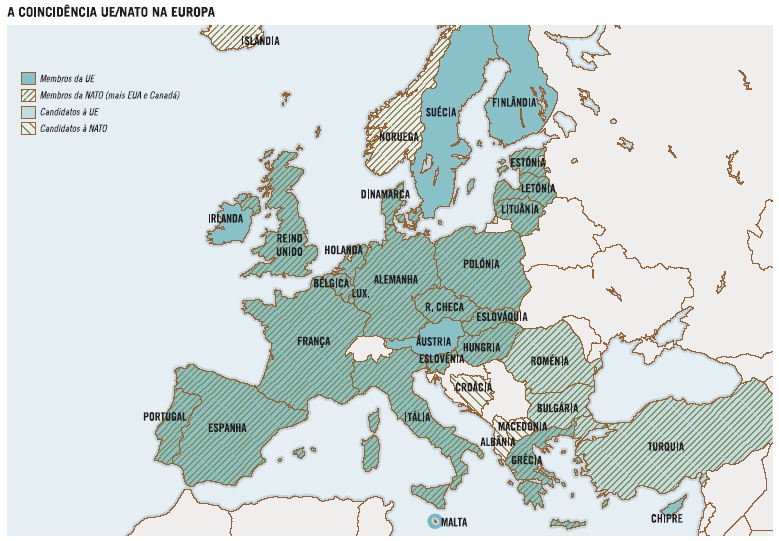 A COINCIDÊNCIA UE/NATO NA EUROPA
ISLÂNDIA
Membros da UE
Membros da NATO (mais EUA e Canadá)
Candidatos à UE
Candidatos à NATO
FINLÂNDIA
SUÉCIA
NORUEGA
ESTÓNIA
LETÓNIA
DINAMARCA
LITUÂNIA
IRLANDA
REINO
UNIDO
HOLANDA
POLÓNIA
BÉLGICA
ALEMANHA
LUX.
R. CHECA
ESLOVÁQUIA
FRANÇA
ÁUSTRIA
HUNGRIA
ESLOVÉNIA
ROMÉNIA
CROÁCIA
BULGÁRIA
PORTUGAL
ESPANHA
ITÁLIA
MACEDONIA
ALBÂNIA
TURQUIA
GRÉCIA
CHIPRE
MALTA